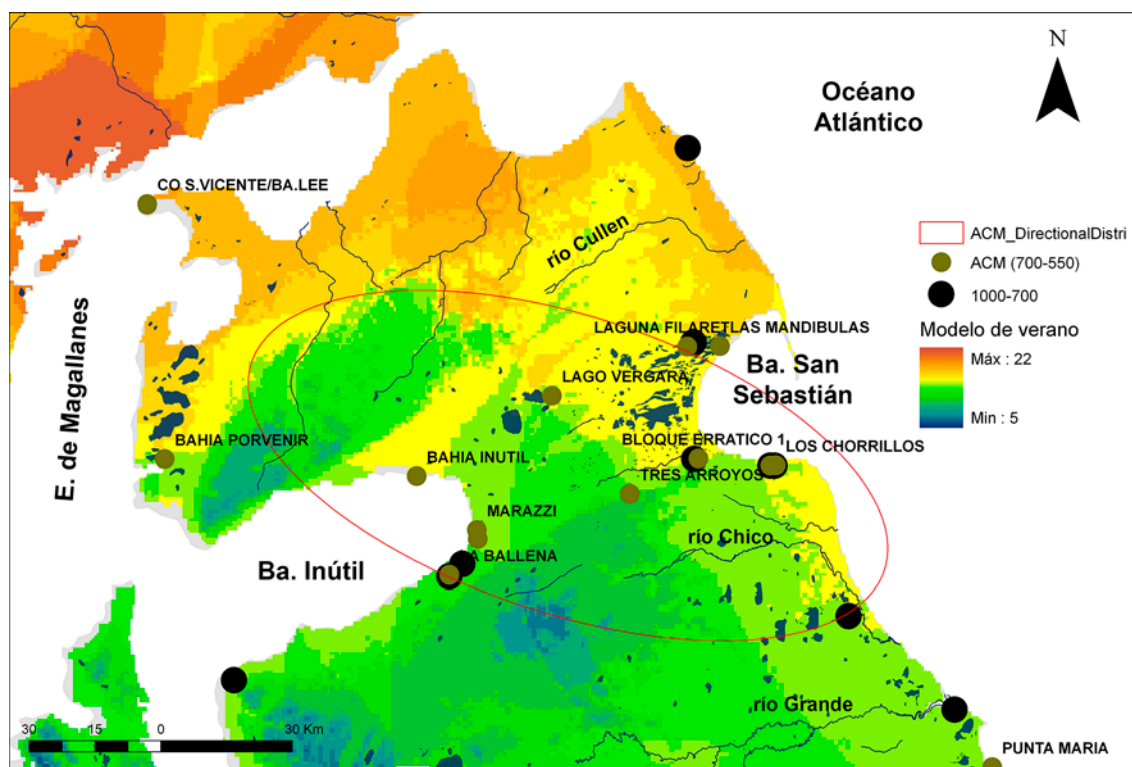 N
Océano
Atlántico
CO S.VICENTE/BA.LEE
río Cullen
ACM_DirectionalDistri
ACM (700-550)
1000-700
Modelo de verano
Máx : 22
Min : 5
E. de Magallanes
LAGUNA FILARETLAS MANDIBULAS
Ba. San
Sebastián
LAGO VERGARA
BAHIA PORVENIR
BLOQUE ERRATICO 1
LOS CHORRILLOS
BAHIA INUTIL
TRES ARROYOS
MARAZZI
río Chico
A BALLENA
Ba. Inútil
río Grande
30 15 0 30 Km
PUNTA MARIA